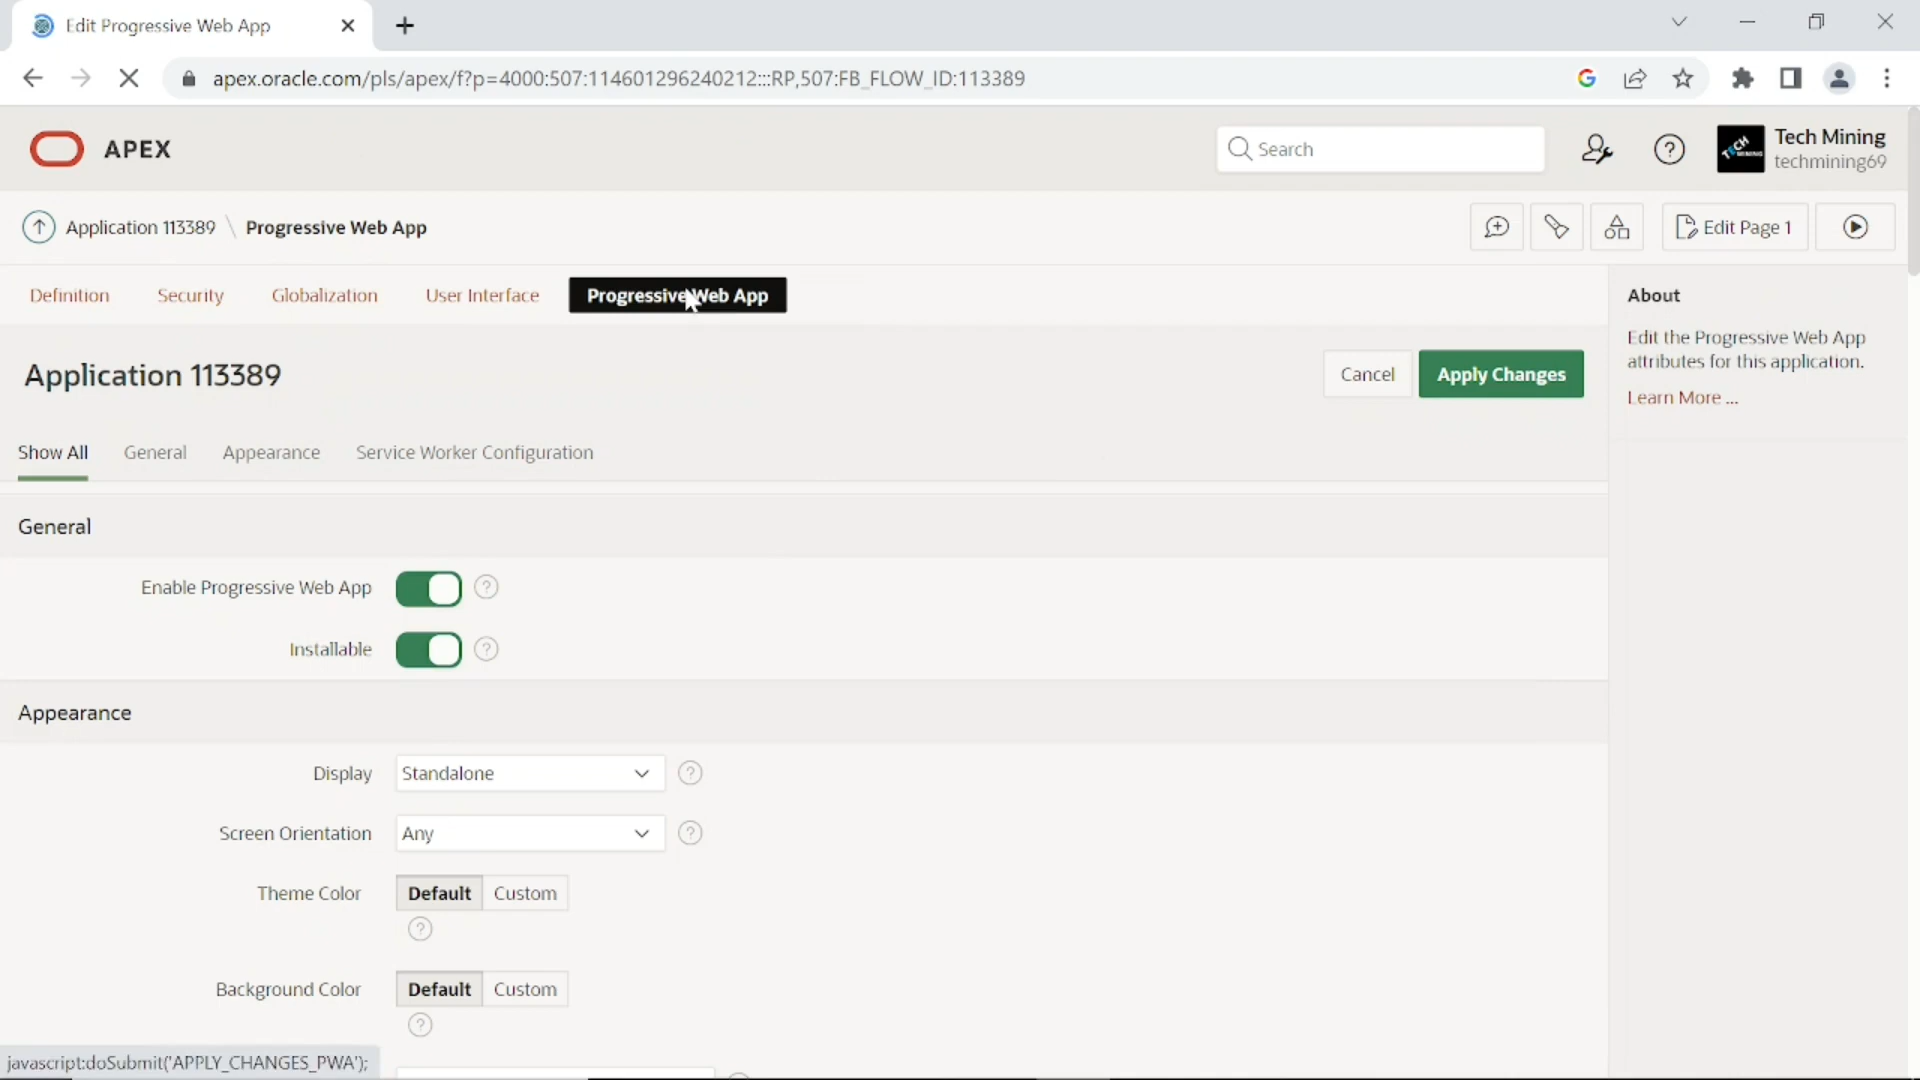 Edit Progressive Web App
apex.oracle.com/pls/apex/f?p=4000:507:114601296240212:::RP,507:FB_FLOW_ID:113389
APEX
Search
Tech Mining
techmining69
Application 113389 \ Progressive Web App
Edit Page 1
Definition
Security
Globalization
User Interface
Progressive Web App
About
Edit the Progressive Web App
attributes for this application.
Learn More ...
Application 113389
Cancel
Apply Changes
Show All
General
Appearance
Service Worker Configuration
General
Enable Progressive Web App
Installable
Appearance
Display
Standalone
Screen Orientation
Any
Theme Color
Default
Custom
Background Color
Default
Custom
javascript:doSubmit('APPLY_CHANGES_PWA');